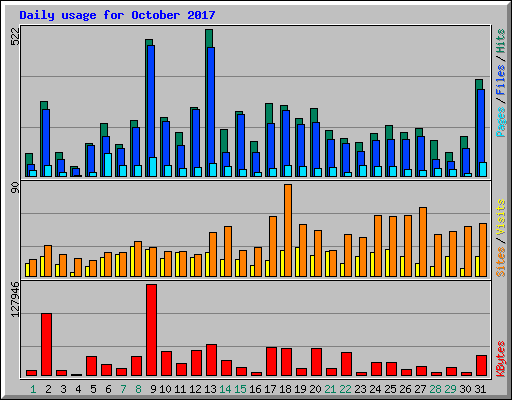 Daily usage for October 2017
522
Pages / Files / Hits
90
Sites / Visits
127946
KBytes
1 2 3 4 5 6 7 8 9 10 11 12 13 14 15 16 17 18 19 20 21 22 23 24 25 26 27 28 29 30 31